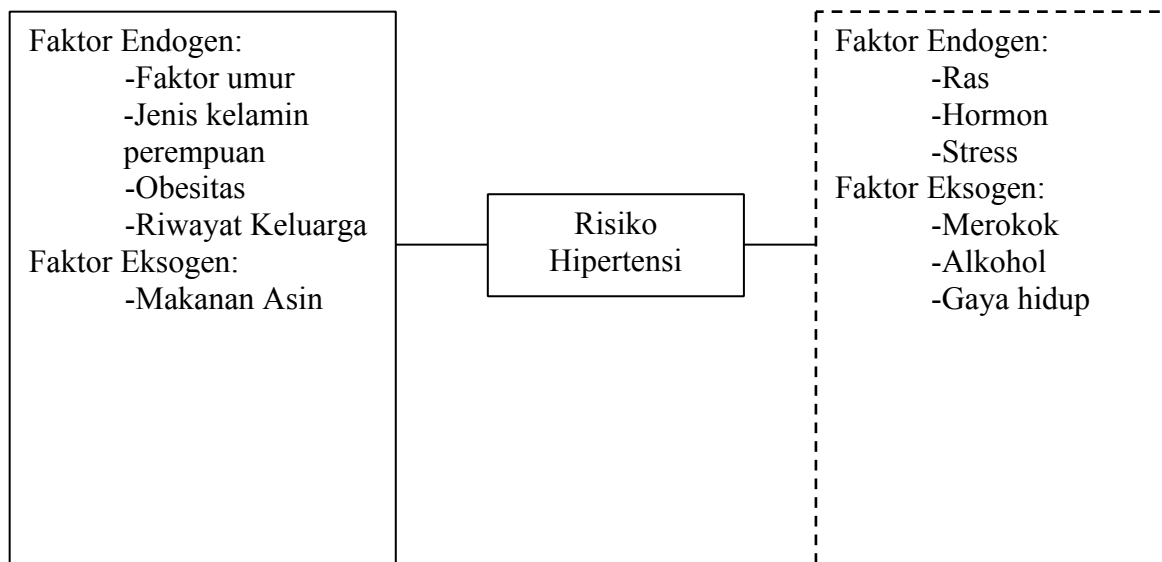 Faktor Endogen:
-Faktor umur
-Jenis kelamin
perempuan
-Obesitas
-Riwayat Keluarga
Faktor Eksogen:
-Makanan Asin
Risiko
Hipertensi
Faktor Endogen:
-Ras
-Hormon
-Stress
Faktor Eksogen:
-Merokok
-Alkohol
-Gaya hidup